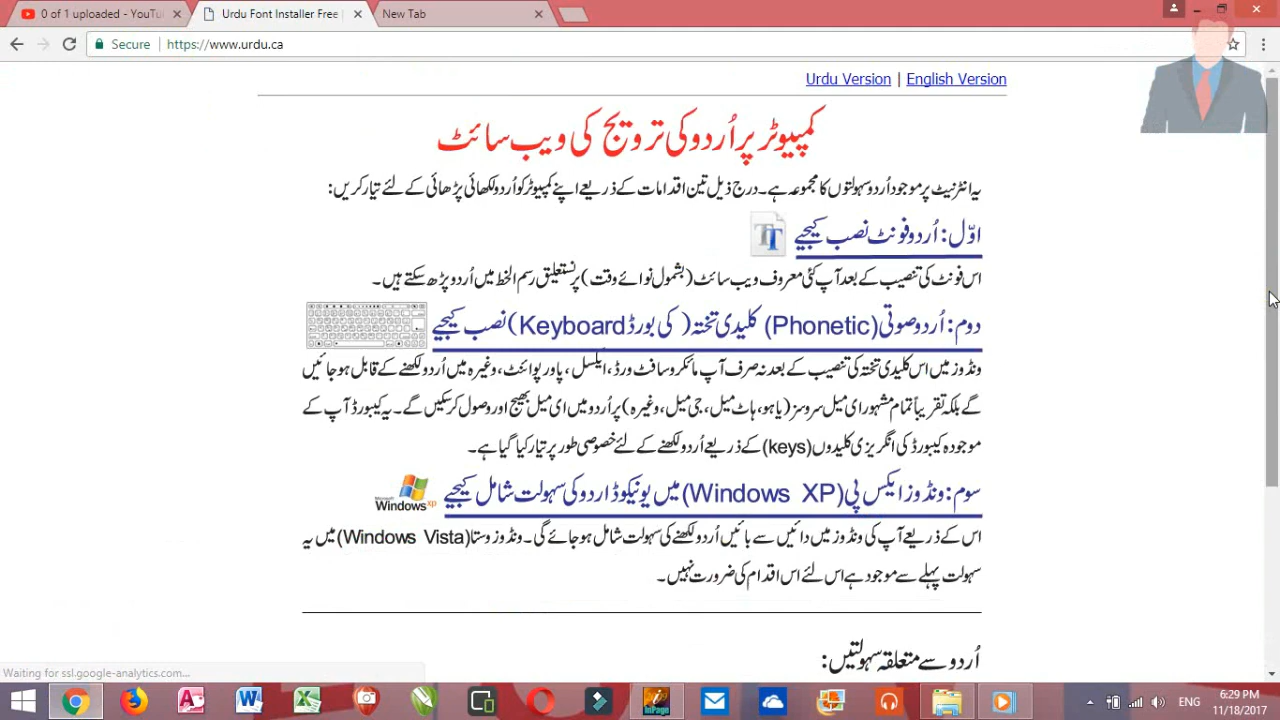 0 of 1 uploaded - YouTu
Urdu Font Installer Free
New Tab
Secure
https://www.urdu.ca
Urdu Version | English Version
کمپیوٹر پر اُردو کی ترویج کی ویب سائٹ
یہ انٹرنیٹ پر موجود اُردو سہولتوں کا مجموعہ ہے۔ درج ذیل تین اقدامات کے ذریعے اپنے کمپیوٹر کو اُردو لکھائی پڑھائی کے لئے تیار کریں:
اوّل: اُردو فونٹ نصب کیجیے
اس فونٹ کی تنصیب کے بعد آپ کئی معروف ویب سائٹ (بشمول نوائے وقت) پر نستعلیق رسم الخط میں اُردو پڑھ سکتے ہیں۔
دوم: اُردو صوتی (Phonetic) کلیدی تختہ (کی بورڈ Keyboard) نصب کیجیے
ونڈوز میں اس کلیدی تختہ کی تنصیب کے بعد نہ صرف آپ مائکروسافٹ ورڈ، ایکسل، پاور پوائنٹ، وغیرہ میں اُردو لکھنے کے قابل ہو جائیں
گے بلکہ تقریباً تمام مشہور ای میل سروسز (یاہو، ہاٹ میل، جی میل، وغیرہ) پر اُردو میں ای میل بھیج اور وصول کر سکیں گے۔ یہ کیبورڈ آپ کے
موجودہ کیبورڈ کی انگریزی کلیدوں (keys) کے ذریعے اُردو لکھنے کے لئے خصوصی طور پر تیار کیا گیا ہے۔
سوم: ونڈوز ایکس پی (Windows XP) میں یونیکوڈ اردو کی سہولت شامل کیجیے
Microsoft
Windows xp
اس کے ذریعے آپ کی ونڈوز میں دائیں سے بائیں اُردو لکھنے کی سہولت شامل ہو جائے گی۔ ونڈوز وستا (Windows Vista) میں یہ
سہولت پہلے سے موجود ہے اس لئے اس اقدام کی ضرورت نہیں۔
اُردو سے متعلقہ سہولتیں:
Waiting for ssl.google-analytics.com...
InPage
ENG
6:29 PM
11/18/2017